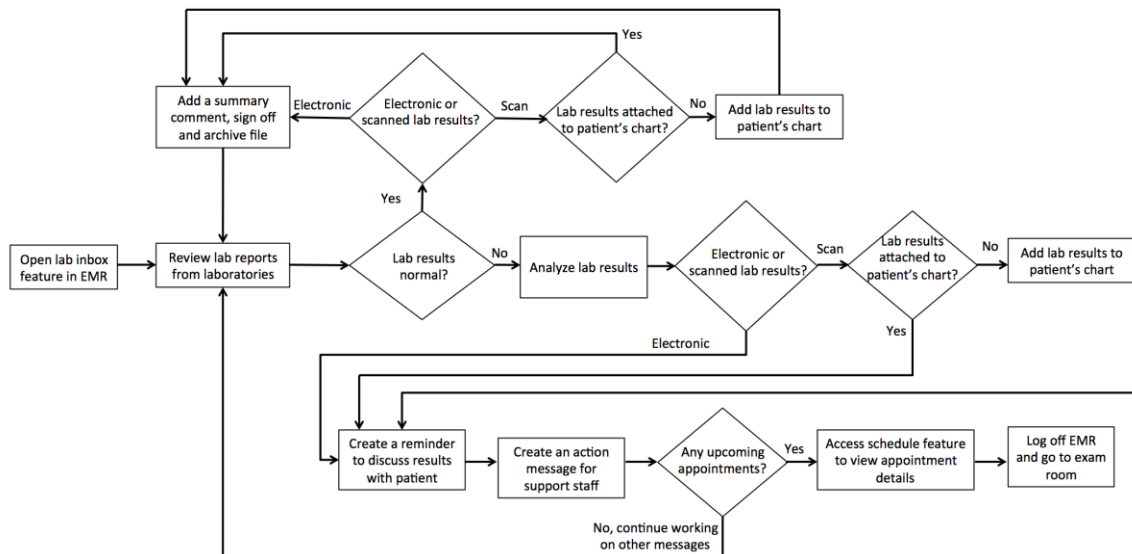 Yes
Add a summary
comment, sign off
and archive file
Electronic
Electronic or
scanned lab results?
Scan
Lab results attached
to patient's chart?
No
Add lab results to
patient's chart
Yes
Open lab inbox
feature in EMR
Review lab reports
from laboratories
Lab results
normal?
No
Analyze lab results
Electronic or
scanned lab results?
Scan
Lab results
attached to
patient's chart?
No
Add lab results to
patient's chart
Electronic
Yes
Create a reminder
to discuss results
with patient
Create an action
message for
support staff
Any upcoming
appointments?
Yes
Access schedule feature
to view appointment
details
Log off EMR
and go to exam
room
No, continue working
on other messages